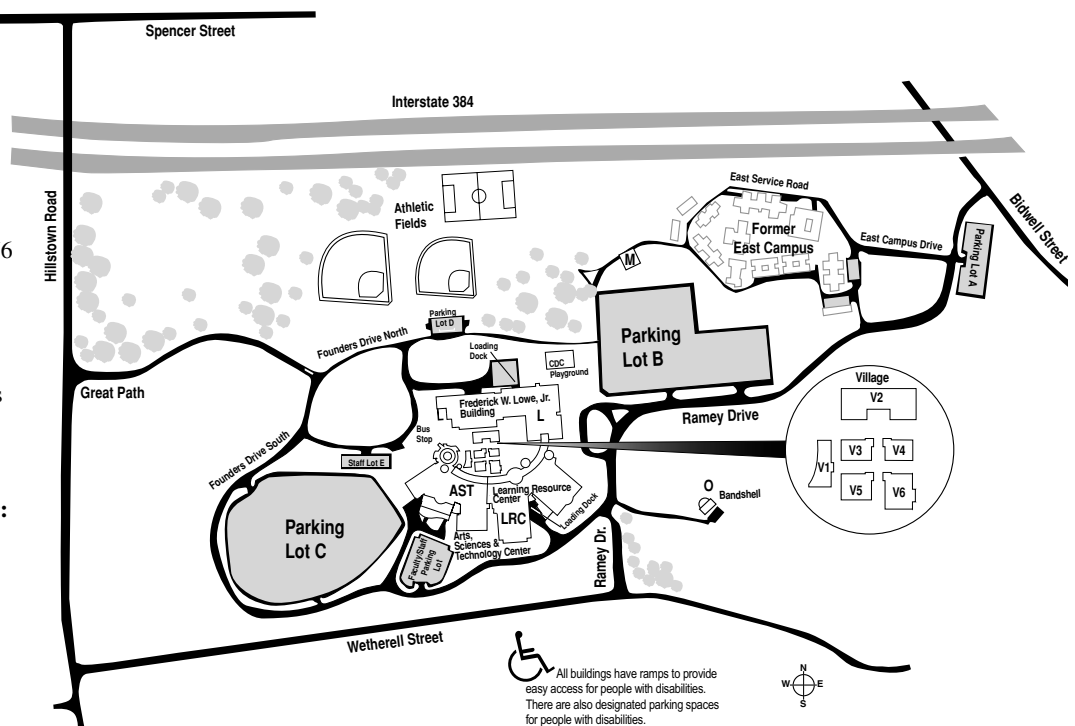 Spencer Street
Interstate 384
Hillstown Road
6
s
:
Athletic
Fields
East Service Road
Former
East Campus
East Campus Drive
Bidwell Street
Parking Lot A
M
Parking
Lot D
Founders Drive North
Loading
Dock
CDC
Playground
Parking
Lot B
Great Path
Frederick W. Lowe, Jr.
Building
L
L
Ramey Drive
Village
V2
V1
V3
V4
V5
V6
Bus
Stop
Founders Drive South
Staff Lot E
AST
Learning Resource
Center
LRC
Loading Dock
O
Bandshell
Parking
Lot C
Faculty/Staff
Parking
Lot
Arts,
Sciences &
Technology Center
Ramey Dr.
Wetherell Street
All buildings have ramps to provide
easy access for people with disabilities.
There are also designated parking spaces
for people with disabilities.
N
W
E
S